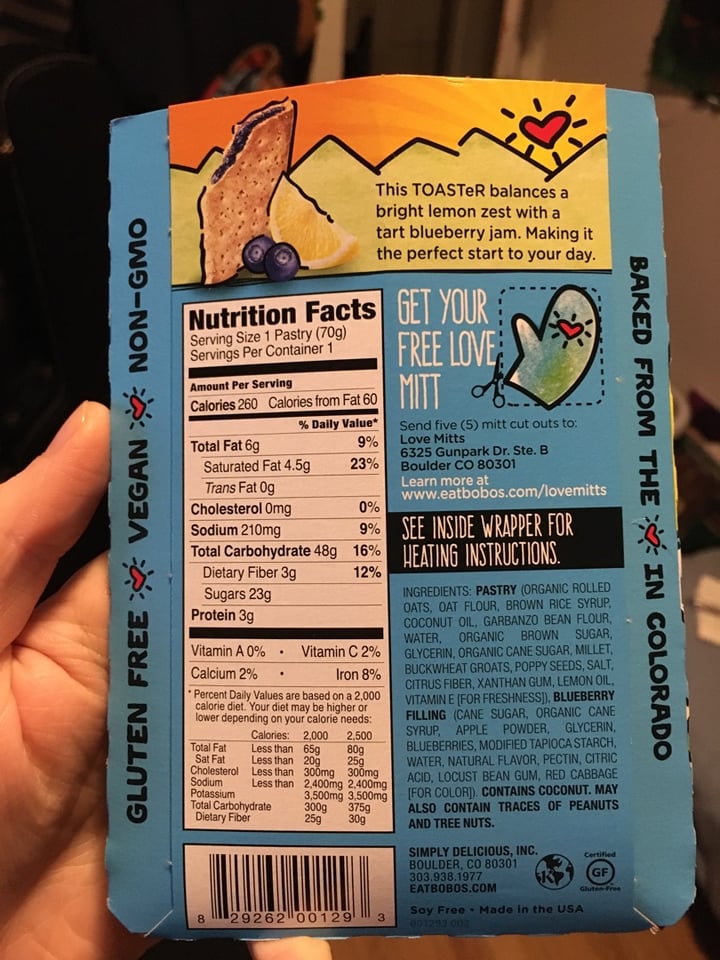 This TOASTeR balances a
bright lemon zest with a
tart blueberry jam. Making it
the perfect start to your day.
GLUTEN FREE VEGAN NON-GMO
BAKED FROM THE IN COLORADO
Nutrition Facts
Serving Size 1 Pastry (70g)
Servings Per Container 1
Amount Per Serving
Calories 260 Calories from Fat 60
% Daily Value*
Total Fat 6g 9%
Saturated Fat 4.5g 23%
Trans Fat 0g
Cholesterol 0mg 0%
Sodium 210mg 9%
Total Carbohydrate 48g 16%
Dietary Fiber 3g 12%
Sugars 23g
Protein 3g
Vitamin A 0% • Vitamin C 2%
Calcium 2% • Iron 8%
*Percent Daily Values are based on a 2,000
calorie diet. Your diet may be higher or
lower depending on your calorie needs:
Calories: 2,000 2,500
Total Fat Less than 65g 80g
Sat Fat Less than 20g 25g
Cholesterol Less than 300mg 300mg
Sodium Less than 2,400mg 2,400mg
Potassium 3,500mg 3,500mg
Total Carbohydrate 300g 375g
Dietary Fiber 25g 30g
8 29262 00129 3
GET YOUR
FREE LOVE
MITT
Send five (5) mitt cut outs to:
Love Mitts
6325 Gunpark Dr. Ste. B
Boulder CO 80301
Learn more at
www.eatbobos.com/lovemitts
SEE INSIDE WRAPPER FOR
HEATING INSTRUCTIONS.
INGREDIENTS: PASTRY (ORGANIC ROLLED
OATS, OAT FLOUR, BROWN RICE SYRUP,
COCONUT OIL, GARBANZO BEAN FLOUR,
WATER, ORGANIC BROWN SUGAR,
GLYCERIN, ORGANIC CANE SUGAR, MILLET,
BUCKWHEAT GROATS, POPPY SEEDS, SALT,
CITRUS FIBER, XANTHAN GUM, LEMON OIL,
VITAMIN E [FOR FRESHNESS]), BLUEBERRY
FILLING (CANE SUGAR, ORGANIC CANE
SYRUP, APPLE POWDER, GLYCERIN,
BLUEBERRIES, MODIFIED TAPIOCA STARCH,
WATER, NATURAL FLAVOR, PECTIN, CITRIC
ACID, LOCUST BEAN GUM, RED CABBAGE
[FOR COLOR]). CONTAINS COCONUT. MAY
ALSO CONTAIN TRACES OF PEANUTS
AND TREE NUTS.
SIMPLY DELICIOUS, INC.
BOULDER, CO 80301
303.938.1977
EATBOBOS.COM
K
Certified
GF
Gluten-Free
Soy Free • Made in the USA